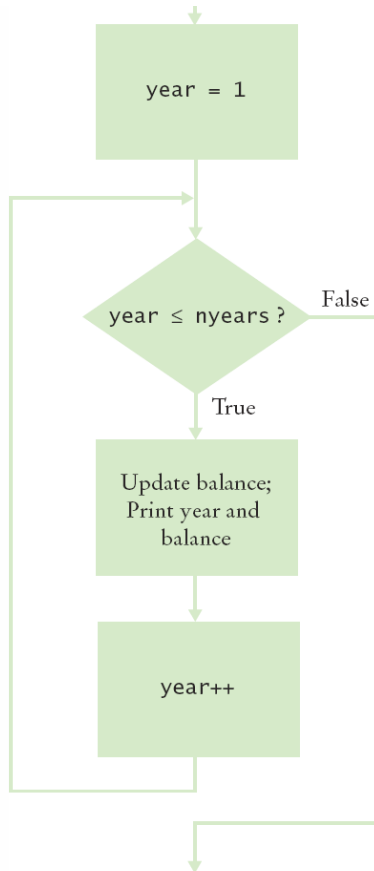 year = 1
year ≤ nyears ?
False
True
Update balance;
Print year and
balance
year++